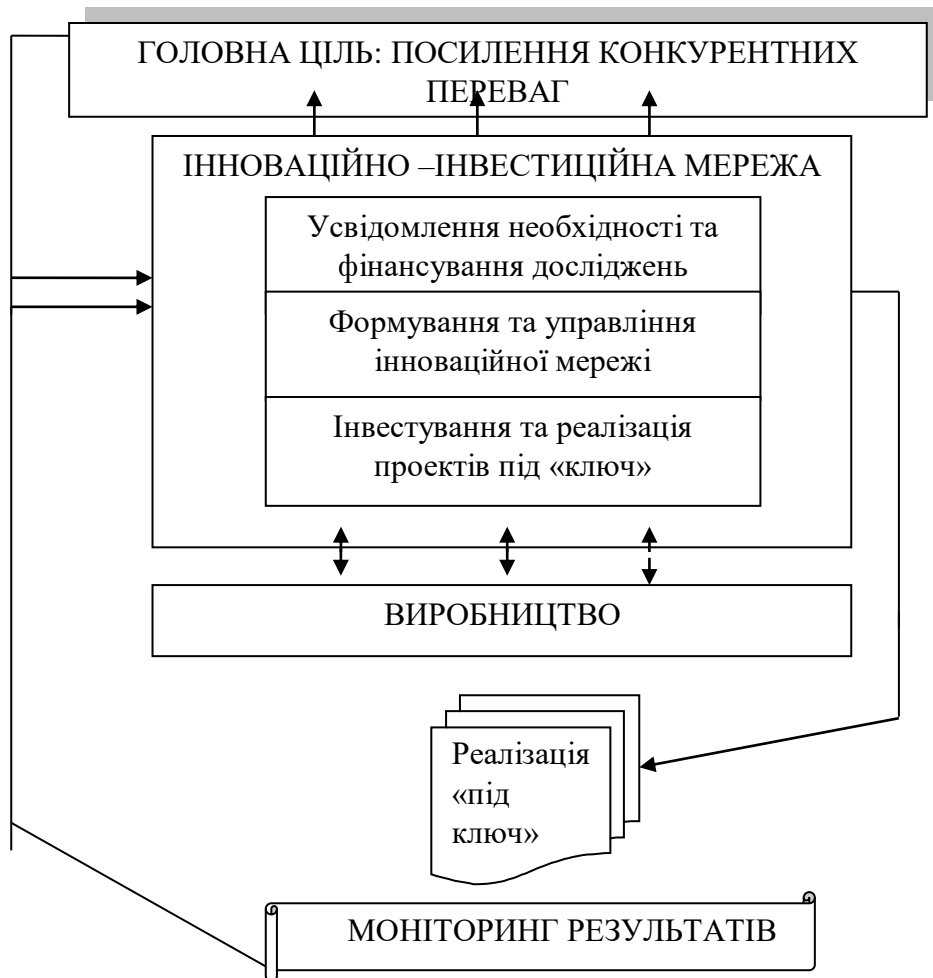 ГОЛОВНА ЦІЛЬ: ПОСИЛЕННЯ КОНКУРЕНТНИХ
ПЕРЕВАГ
ІННОВАЦІЙНО –ІНВЕСТИЦІЙНА МЕРЕЖА
Усвідомлення необхідності та
фінансування досліджень
Формування та управління
інноваційної мережі
Інвестування та реалізація
проектів під «ключ»
ВИРОБНИЦТВО
Реалізація
«під
ключ»
МОНІТОРИНГ РЕЗУЛЬТАТІВ